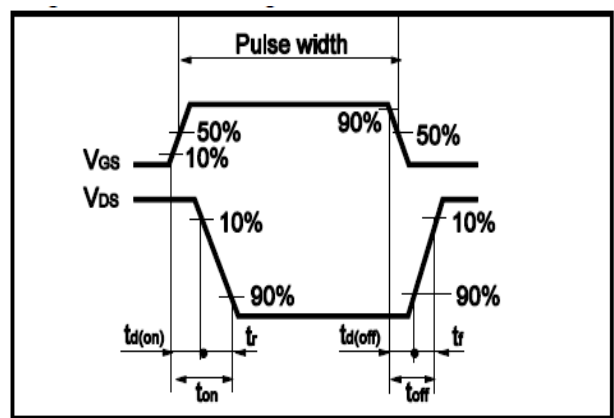 Pulse width
90%
50%
50%
10%
VGS
VDS
10%
10%
90%
90%
td(on)
tr
td(off)
tf
ton
toff